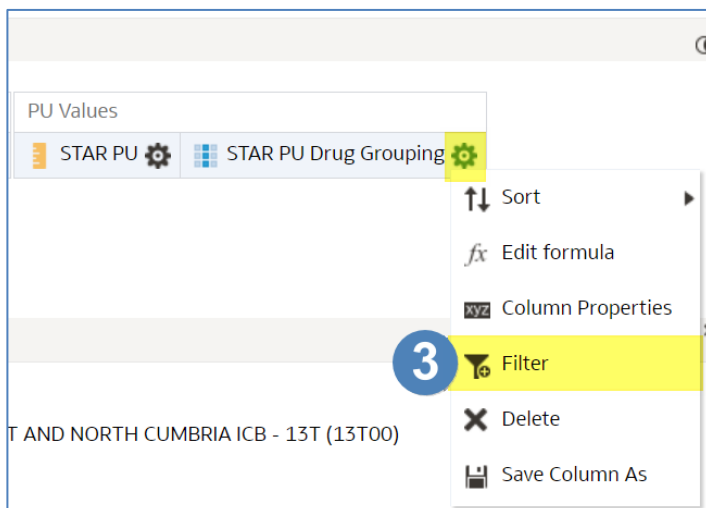 PU Values
STAR PU STAR PU Drug Grouping
Sort
fx Edit formula
xyz Column Properties
3 Filter
Delete
T AND NORTH CUMBRIA ICB - 13T (13T00)
Save Column As